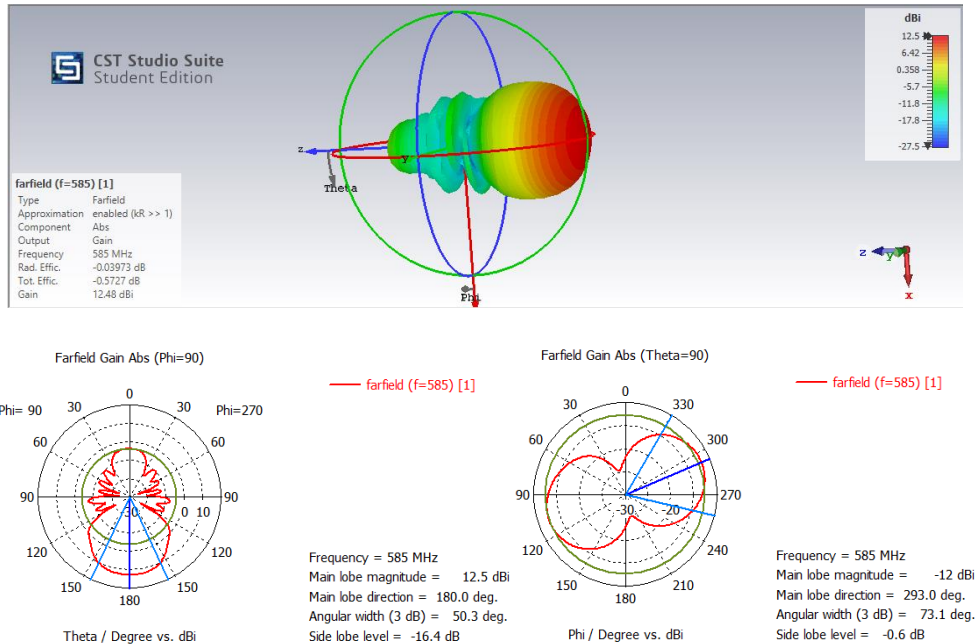 CST Studio Suite
Student Edition
dBi
12.5
6.42
0.358
-5.7
-11.8
-17.8
-27.5
z
y
Theta
Phi
z
y
x
farfield (f=585) [1]
Type Farfield
Approximation enabled (kR >> 1)
Component Abs
Output Gain
Frequency 585 MHz
Rad. Effic. -0.03973 dB
Tot. Effic. -0.5727 dB
Gain 12.48 dBi
Farfield Gain Abs (Phi=90)
farfield (f=585) [1]
Phi= 90 30 0 30 Phi=270
60 60
90 -30 0 10 90
120 120
150 180 150
Theta / Degree vs. dBi
Frequency = 585 MHz
Main lobe magnitude = 12.5 dBi
Main lobe direction = 180.0 deg.
Angular width (3 dB) = 50.3 deg.
Side lobe level = -16.4 dB
Farfield Gain Abs (Theta=90)
farfield (f=585) [1]
30 0 330
60 300
90 -30 -20 270
120 240
150 180 210
Phi / Degree vs. dBi
Frequency = 585 MHz
Main lobe magnitude = -12 dBi
Main lobe direction = 293.0 deg.
Angular width (3 dB) = 73.1 deg.
Side lobe level = -0.6 dB